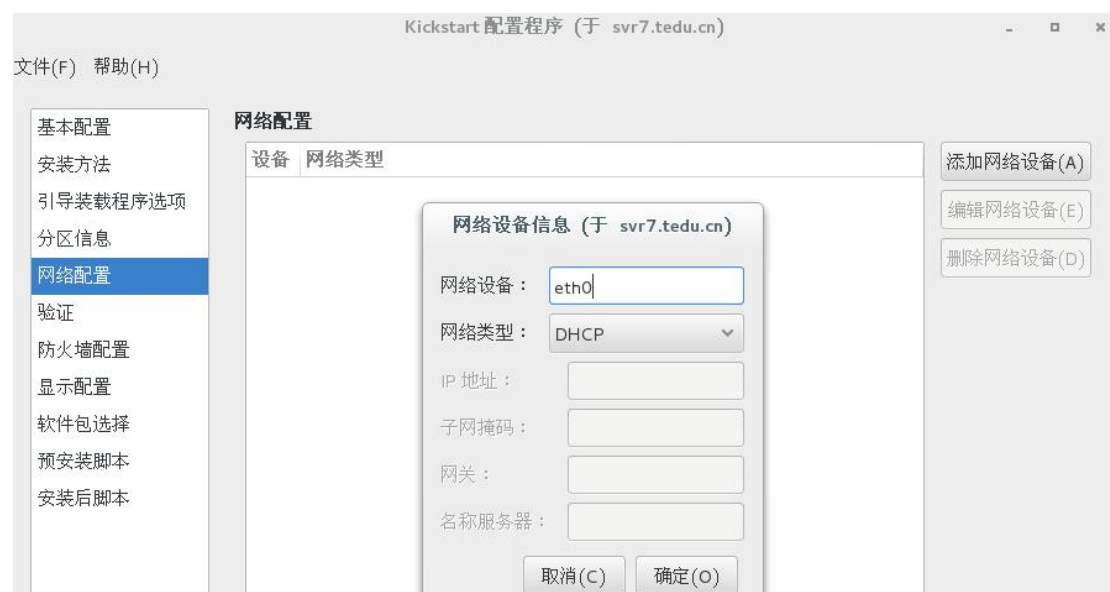 Kickstart 配置程序 (于 svr7.tedu.cn)
文件(F) 帮助(H)
基本配置
安装方法
引导装载程序选项
分区信息
网络配置
验证
防火墙配置
显示配置
软件包选择
预安装脚本
安装后脚本
网络配置
设备 网络类型
添加网络设备(A)
编辑网络设备(E)
删除网络设备(D)
网络设备信息 (于 svr7.tedu.cn)
网络设备： eth0
网络类型： DHCP
IP 地址：
子网掩码：
网关：
名称服务器：
取消(C) 确定(O)